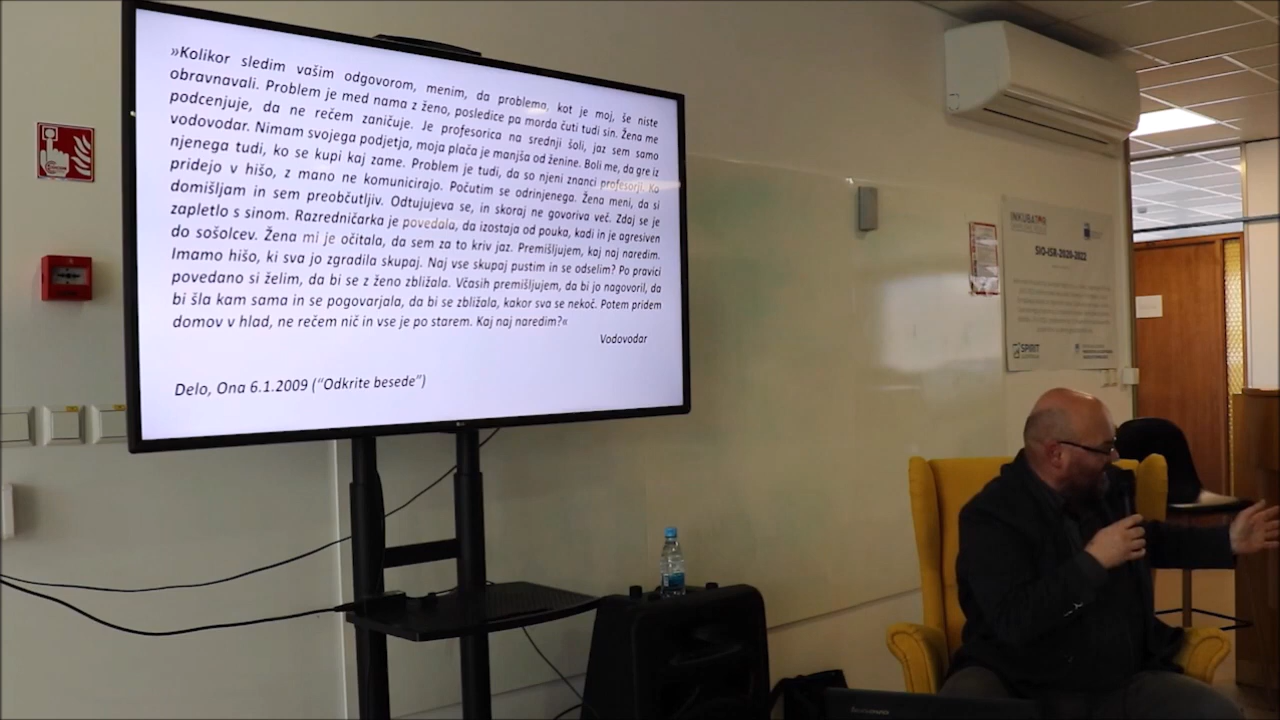 »Kolikor sledim vašim odgovorom, menim, da problema, kot je moj, še niste
obravnavali. Problem je med nama z ženo, posledice pa morda čuti tudi sin. Žena me
podcenjuje, da ne rečem zaničuje. Je profesorica na srednji šoli, jaz sem samo
vodovodar. Nimam svojega podjetja, moja plača je manjša od ženine. Boli me, da gre iz
njenega tudi, ko se kupi kaj zame. Problem je tudi, da so njeni znanci profesorji. Ko
pridejo v hišo, z mano ne komunicirajo. Počutim se odrinjenega. Žena meni, da si
domišljam in sem preobčutljiv. Odtujujeva se, in skoraj ne govoriva več. Zdaj se je
zapletlo s sinom. Razredničarka je povedala, da izostaja od pouka, kadi in je agresiven
do sošolcev. Žena mi je očitala, da sem za to kriv jaz. Premišljujem, kaj naj naredim.
Imamo hišo, ki sva jo zgradila skupaj. Naj vse skupaj pustim in se odselim? Po pravici
povedano si želim, da bi se z ženo zbližala. Včasih premišljujem, da bi jo nagovoril, da
bi šla kam sama in se pogovarjala, da bi se zbližala, kakor sva se nekoč. Potem pridem
domov v hlad, ne rečem nič in vse je po starem. Kaj naj naredim?«
Vodovodar
Delo, Ona 6.1.2009 (“Odkrite besede”)
INKUBATOR
SIO-ISR-2020-2022
SPIRIT
lenovo